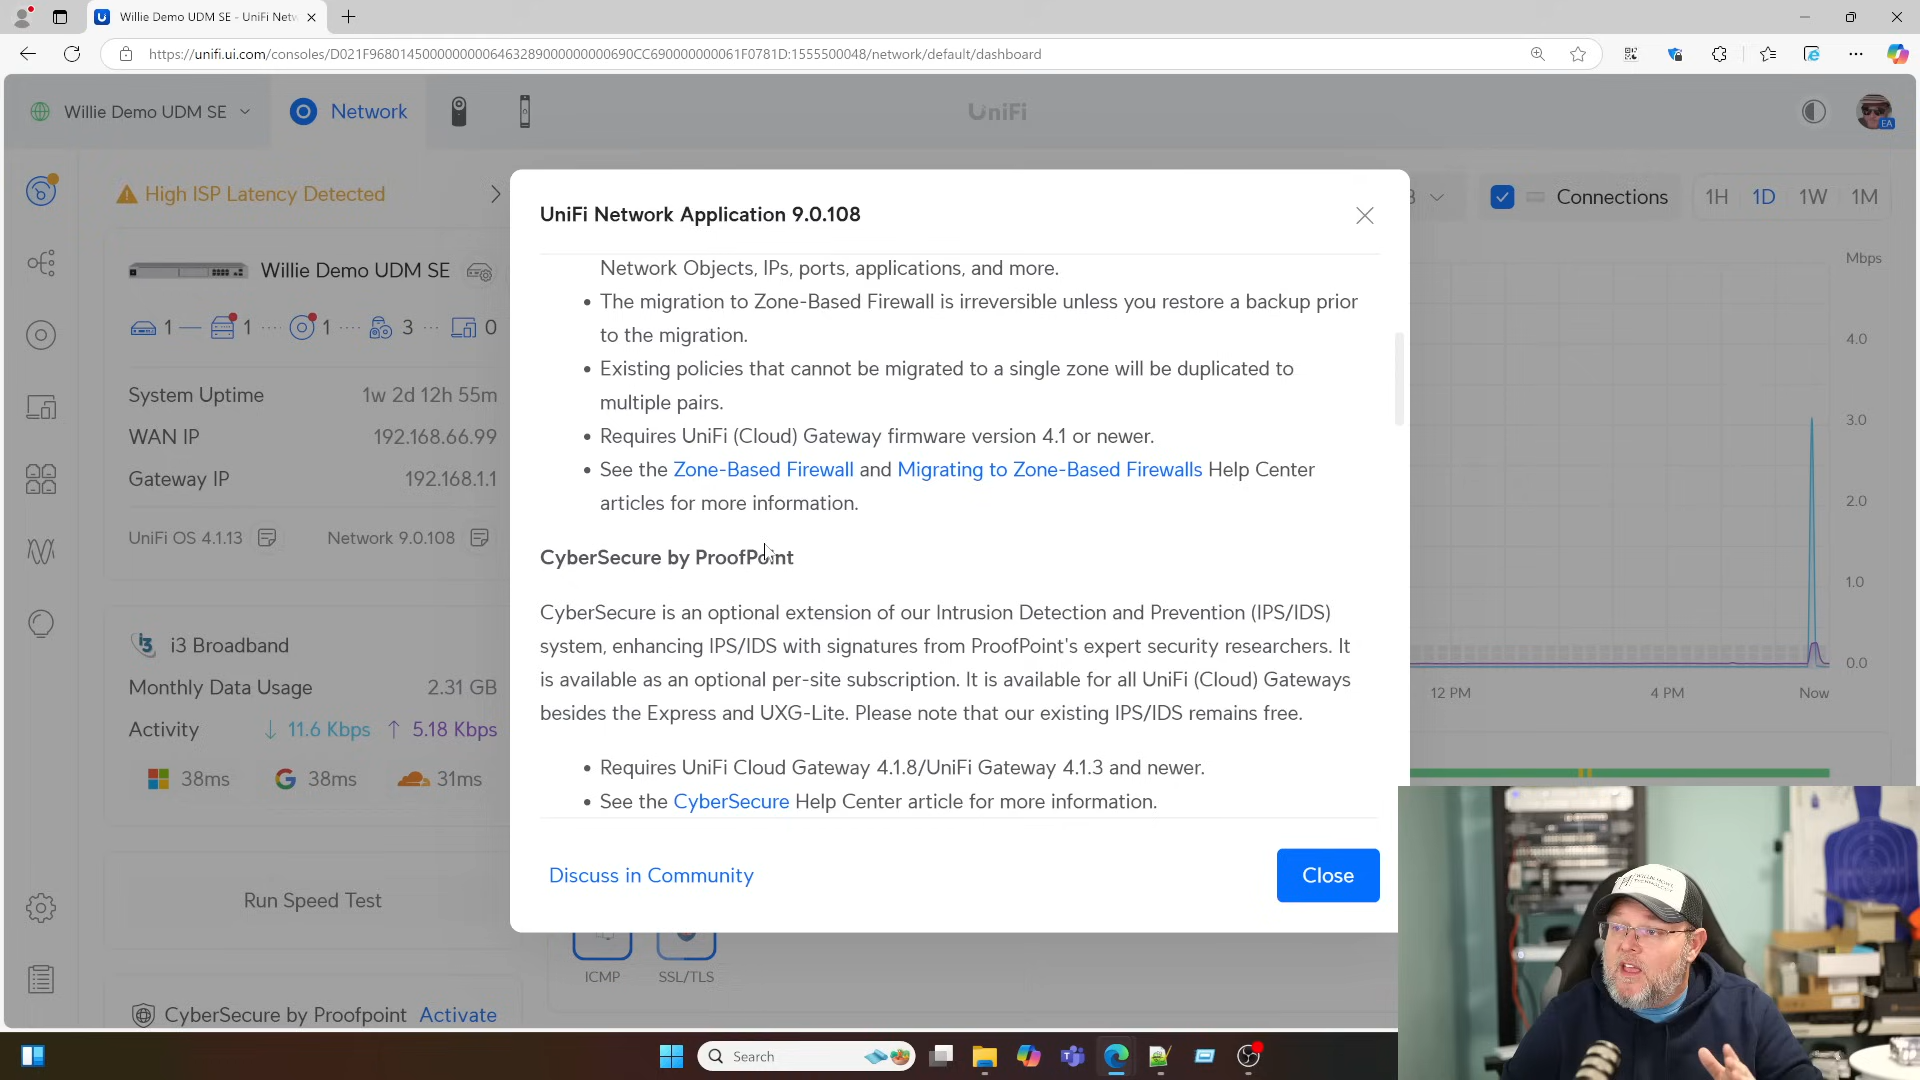 Willie Demo UDM SE - UniFi Netw
https://unifi.ui.com/consoles/D021F9680145000000000646328900000000690CC690000000061F0781D:1555500048/network/default/dashboard
Willie Demo UDM SE
Network
UniFi
EA
High ISP Latency Detected
Connections
1H
1D
1W
1M
Willie Demo UDM SE
1
1
1
3
0
System Uptime 1w 2d 12h 55m
WAN IP 192.168.66.99
Gateway IP 192.168.1.1
UniFi OS 4.1.13
Network 9.0.108
i3 Broadband
Monthly Data Usage 2.31 GB
Activity ↓ 11.6 Kbps ↑ 5.18 Kbps
38ms
38ms
31ms
Run Speed Test
CyberSecure by Proofpoint Activate
UniFi Network Application 9.0.108
Network Objects, IPs, ports, applications, and more.
• The migration to Zone-Based Firewall is irreversible unless you restore a backup prior
to the migration.
• Existing policies that cannot be migrated to a single zone will be duplicated to
multiple pairs.
• Requires UniFi (Cloud) Gateway firmware version 4.1 or newer.
• See the Zone-Based Firewall and Migrating to Zone-Based Firewalls Help Center
articles for more information.
CyberSecure by ProofPoint
CyberSecure is an optional extension of our Intrusion Detection and Prevention (IPS/IDS)
system, enhancing IPS/IDS with signatures from ProofPoint's expert security researchers. It
is available as an optional per-site subscription. It is available for all UniFi (Cloud) Gateways
besides the Express and UXG-Lite. Please note that our existing IPS/IDS remains free.
• Requires UniFi Cloud Gateway 4.1.8/UniFi Gateway 4.1.3 and newer.
• See the CyberSecure Help Center article for more information.
Discuss in Community
Close
ICMP
SSL/TLS
Mbps
4.0
3.0
2.0
1.0
0.0
12 PM
4 PM
Now
Search